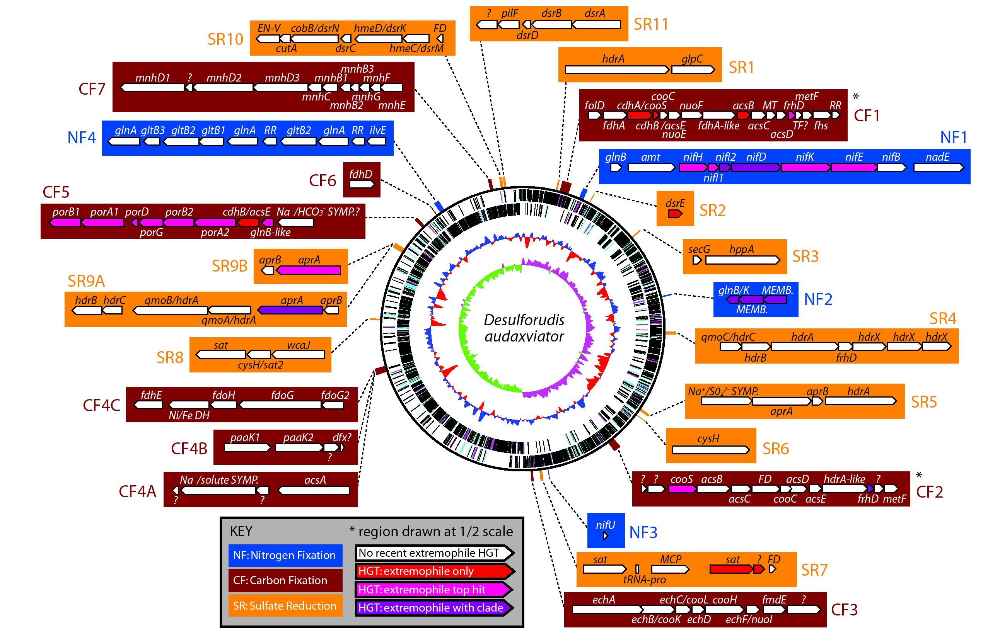 ? pilF dsrB dsrA
dsrD
SR11
EN-V cobB/dsrN hmeD/dsrK FD
cutA dsrC hmeC/dsrM
SR10
hdrA glpC
SR1
mnhB3
mnhD1 ? mnhD2 mnhD3 mnhB1 mnhF
mnhC mnhG
mnhB2 mnhE
CF7
cooC metF
folD cdhA/cooS nuoF acsB MT frhD RR
fdhA cdhB/acsE fdhA-like acsC TF? fhs
nuoE acsD
*
CF1
glnA gltB3 gltB2 gltB1 glnA RR gltB2 glnA RR ilvE
NF4
NF1
glnB amt nifH nifI2 nifD nifK nifE nifB nadE
nifI1
fdhD
CF6
CF5
porB1 porA1 porD porB2 cdhB/acsE Na⁺/HCO₃⁻ SYMP.?
porG porA2 glnB-like
dsrE
SR2
secG hppA
SR3
aprB aprA
SR9B
SR9A
hdrB hdrC qmoB/hdrA aprA aprB
qmoA/hdrA
glnB/K MEMB.
MEMB.
NF2
Desulforudis
audaxviator
SR4
qmoC/hdrC hdrA hdrX hdrX hdrX
hdrB frhD
sat wcaJ
cysH/sat2
SR8
fdhE fdoH fdoG fdoG2
Ni/Fe DH
CF4C
Na⁺/S0₄²⁻ SYMP. aprB hdrA
aprA
SR5
paaK1 paaK2 dfx?
?
CF4B
cysH
SR6
Na⁺/solute SYMP. acsA
? ?
CF4A
? ? cooS acsB FD acsD hdrA-like ?
acsC cooC acsE frhD metF
*
CF2
nifU
NF3
sat MCP sat ? FD
tRNA-pro
SR7
echA echC/cooL cooH fmdE ?
echB/cooK echD echF/nuoI
CF3
KEY
* region drawn at 1/2 scale
NF: Nitrogen Fixation
CF: Carbon Fixation
SR: Sulfate Reduction
No recent extremophile HGT
HGT: extremophile only
HGT: extremophile top hit
HGT: extremophile with clade